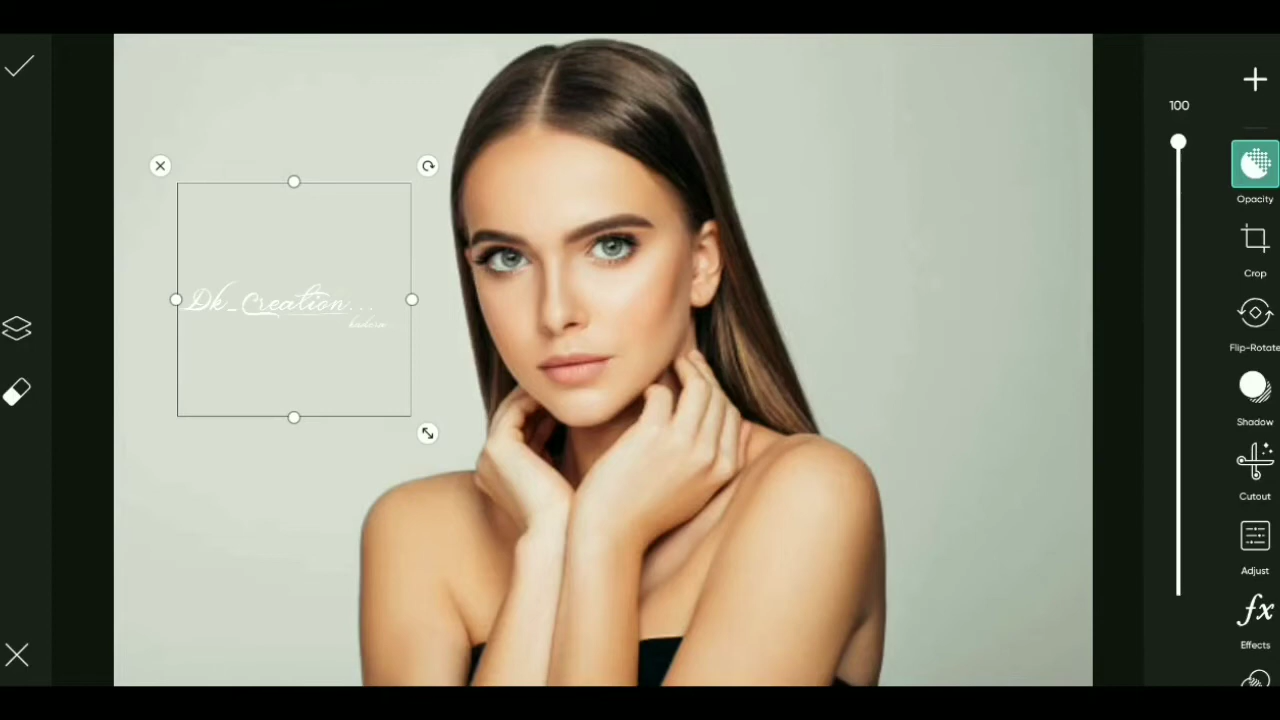 100
Opacity
Crop
Flip-Rotate
Shadow
Cutout
Adjust
fx
Effects
Dk_Creation...